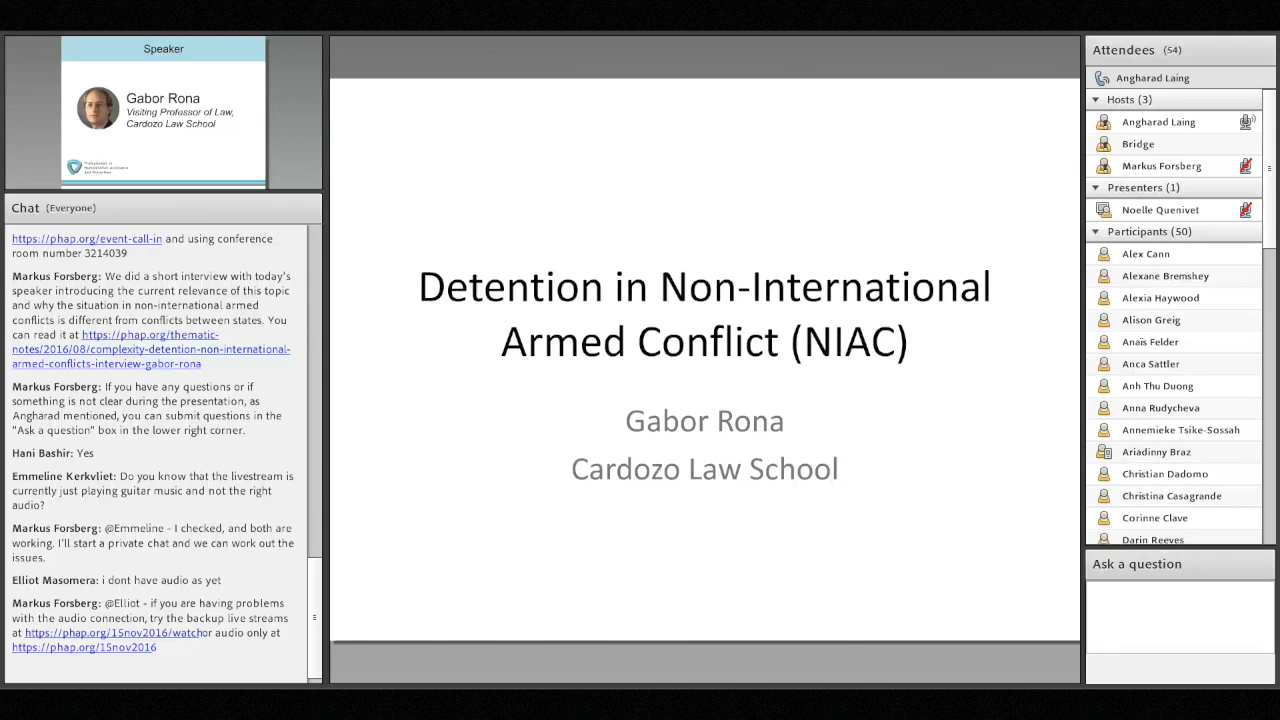 Speaker
Gabor Rona
Visiting Professor of Law,
Cardozo Law School
Professionals in
Humanitarian Assistance
and Protection
Chat (Everyone)
https://phap.org/event-call-in and using conference
room number 3214039
Markus Forsberg: We did a short interview with today's
speaker introducing the current relevance of this topic
and why the situation in non-international armed
conflicts is different from conflicts between states. You
can read it at https://phap.org/thematic-
notes/2016/08/complexity-detention-non-international-
armed-conflicts-interview-gabor-rona
Markus Forsberg: If you have any questions or if
something is not clear during the presentation, as
Angharad mentioned, you can submit questions in the
"Ask a question" box in the lower right corner.
Hani Bashir: Yes
Emmeline Kerkvliet: Do you know that the livestream is
currently just playing guitar music and not the right
audio?
Markus Forsberg: @Emmeline - I checked, and both are
working. I'll start a private chat and we can work out the
issues.
Elliot Masomera: i dont have audio as yet
Markus Forsberg: @Elliot - if you are having problems
with the audio connection, try the backup live streams
at https://phap.org/15nov2016/watchor audio only at
https://phap.org/15nov2016
Detention in Non-International
Armed Conflict (NIAC)
Gabor Rona
Cardozo Law School
Attendees (54)
Angharad Laing
Hosts (3)
Angharad Laing
Bridge
Markus Forsberg
Presenters (1)
Noelle Quenivet
Participants (50)
Alex Cann
Alexane Bremshey
Alexia Haywood
Alison Greig
Anaïs Felder
Anca Sattler
Anh Thu Duong
Anna Rudycheva
Annemieke Tsike-Sossah
Ariadinny Braz
Christian Dadomo
Christina Casagrande
Corinne Clave
Darin Reeves
Ask a question